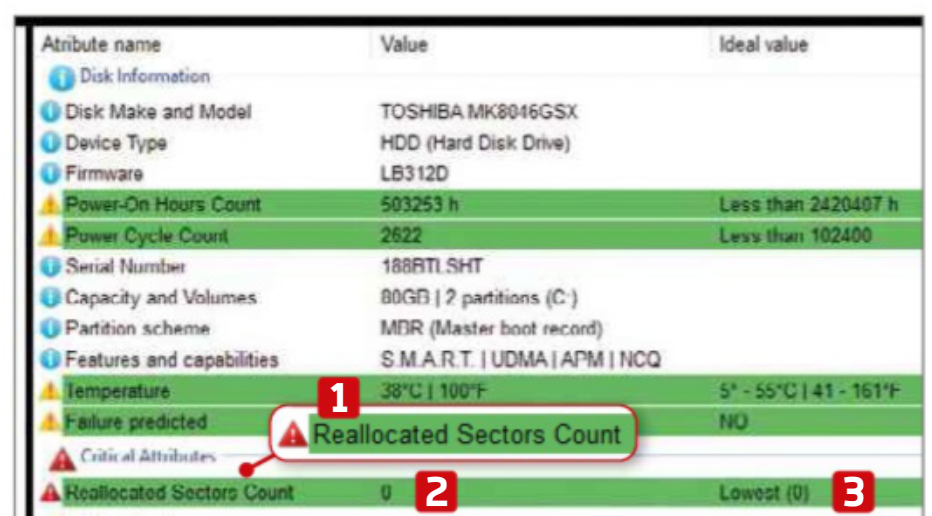 Atribute name Value Ideal value
Disk Information
Disk Make and Model TOSHIBA MK8046GSX
Device Type HDD (Hard Disk Drive)
Firmware LB312D
Power-On Hours Count 503253 h Less than 2420407 h
Power Cycle Count 2622 Less than 102400
Serial Number 188BTLSHT
Capacity and Volumes 80GB | 2 partitions (C:)
Partition scheme MBR (Master boot record)
Features and capabilities S.M.A.R.T. | UDMA | APM | NCQ
Temperature 38°C | 100°F 5° - 55°C | 41 - 161°F
1
Failure predicted NO
Reallocated Sectors Count
Critical Attributes
Reallocated Sectors Count 0 2 Lowest (0) 3